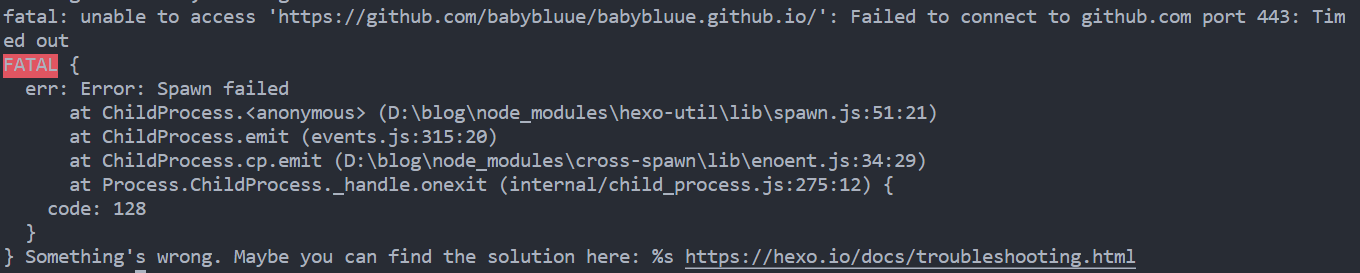 fatal: unable to access 'https://github.com/babybluue/babybluue.github.io/': Failed to connect to github.com port 443: Tim
ed out
FATAL {
  err: Error: Spawn failed
      at ChildProcess.<anonymous> (D:\blog\node_modules\hexo-util\lib\spawn.js:51:21)
      at ChildProcess.emit (events.js:315:20)
      at ChildProcess.cp.emit (D:\blog\node_modules\cross-spawn\lib\enoent.js:34:29)
      at Process.ChildProcess._handle.onexit (internal/child_process.js:275:12) {
    code: 128
  }
} Something's wrong. Maybe you can find the solution here: %s https://hexo.io/docs/troubleshooting.html